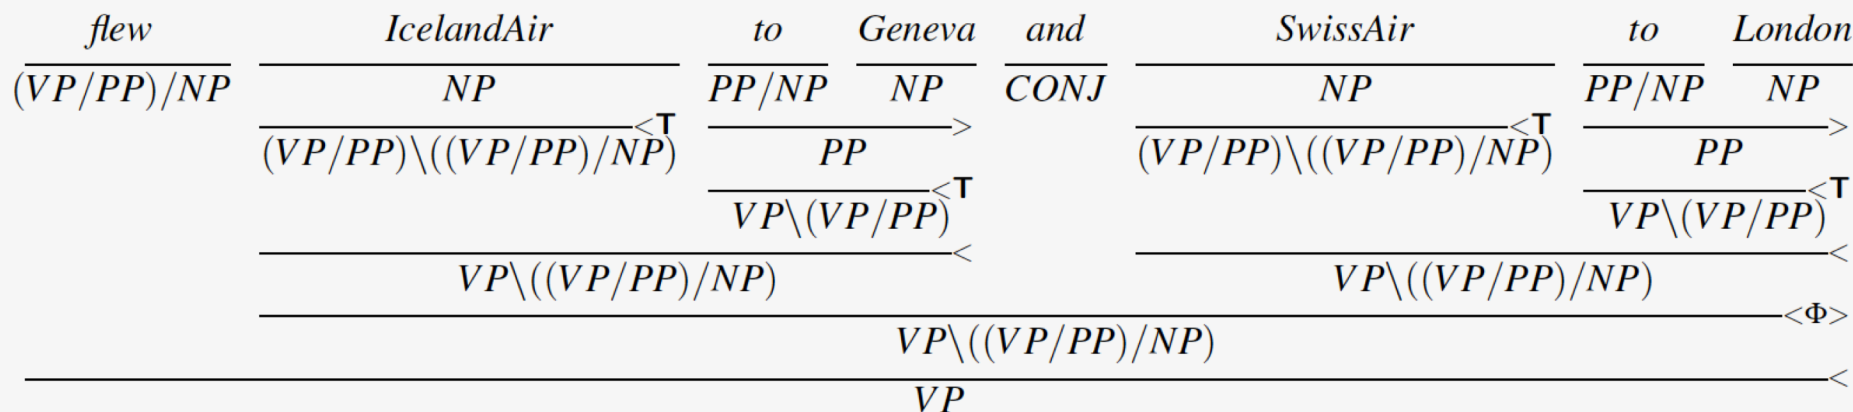 flew IcelandAir to Geneva and SwissAir to London
(VP/PP)/NP NP PP/NP NP CONJ NP PP/NP NP
<T > <T >
(VP/PP)\((VP/PP)/NP) PP (VP/PP)\((VP/PP)/NP) PP
<T <T
VP\(VP/PP) VP\(VP/PP)
< <
VP\((VP/PP)/NP) VP\((VP/PP)/NP)
<Φ>
VP\((VP/PP)/NP)
<
VP